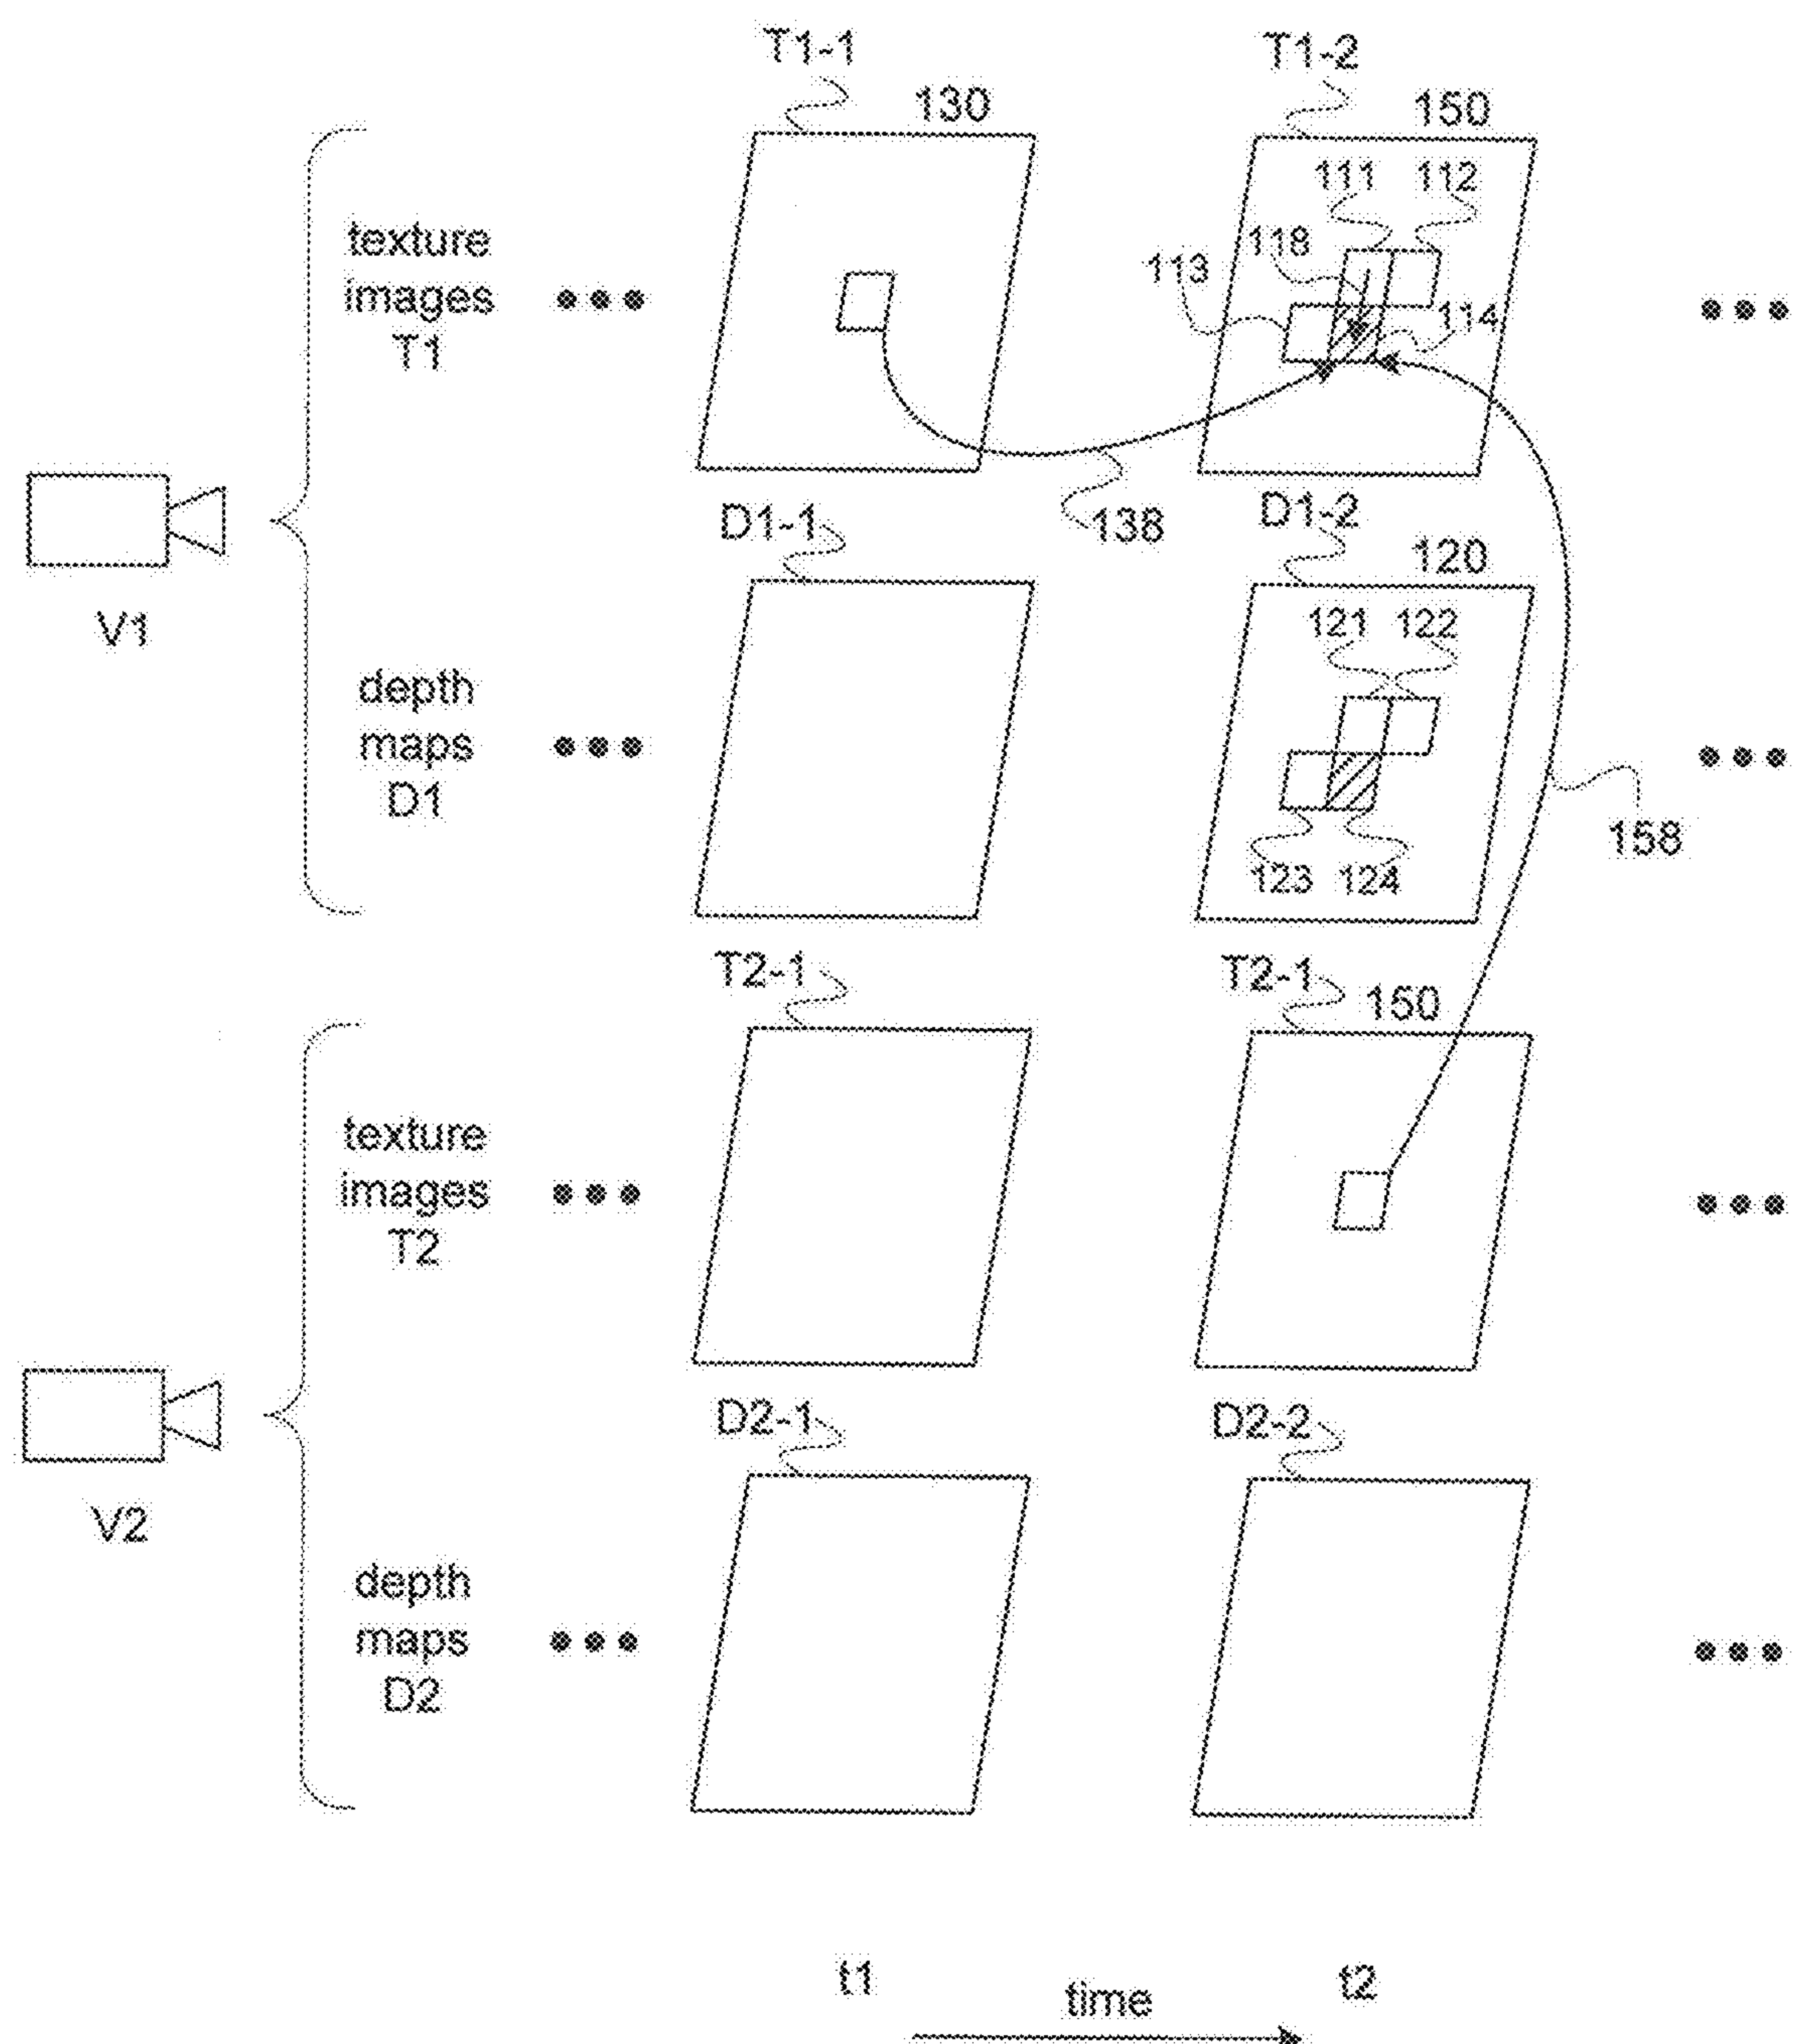 T1-1
T1-2
130
150
111
112
118
113
114
texture
images
T1
138
V1
D1-1
D1-2
120
121
122
depth
maps
D1
123
124
158
T2-1
T2-1
150
texture
images
T2
V2
D2-1
D2-2
depth
maps
D2
t1
t2
time